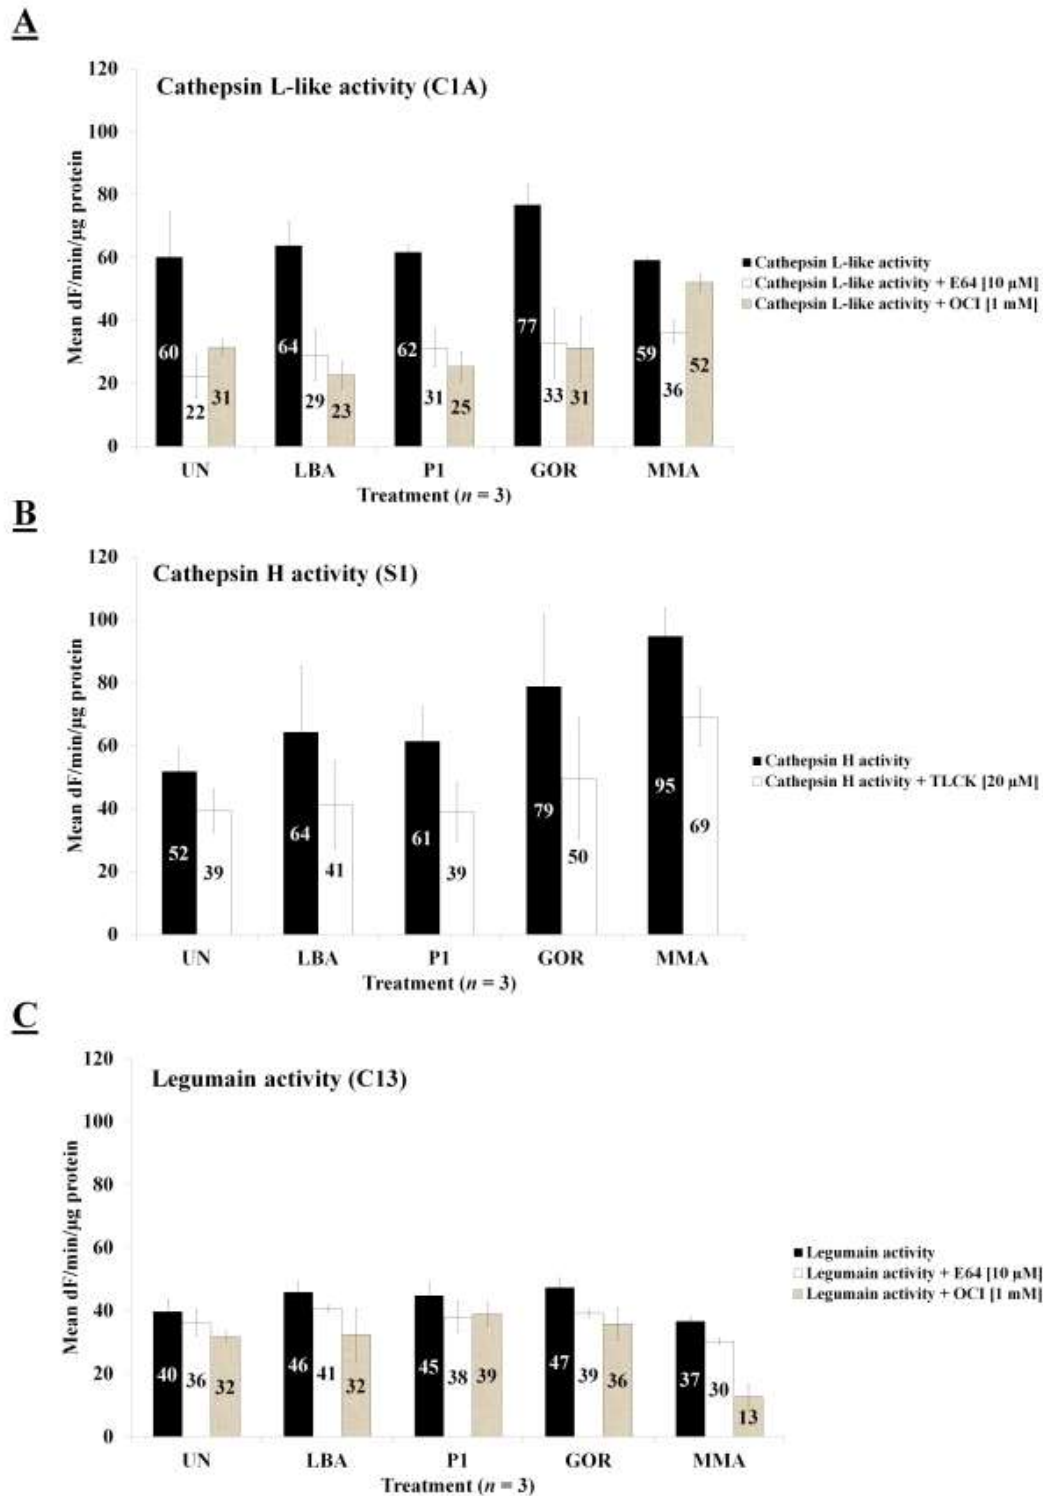 A
Cathepsin L-like activity (C1A)
Mean dF/min/µg protein
120
100
80
60
40
20
0
60
22
31
64
29
23
62
31
25
77
33
31
59
36
52
UN LBA P1 GOR MMA
Treatment (n = 3)
Cathepsin L-like activity
Cathepsin L-like activity + E64 [10 µM]
Cathepsin L-like activity + OCI [1 mM]
B
Cathepsin H activity (S1)
Mean dF/min/µg protein
120
100
80
60
40
20
0
52
39
64
41
61
39
79
50
95
69
UN LBA P1 GOR MMA
Treatment (n = 3)
Cathepsin H activity
Cathepsin H activity + TLCK [20 µM]
C
Legumain activity (C13)
Mean dF/min/µg protein
120
100
80
60
40
20
0
40
36
32
46
41
32
45
38
39
47
39
36
37
30
13
UN LBA P1 GOR MMA
Treatment (n = 3)
Legumain activity
Legumain activity + E64 [10 µM]
Legumain activity + OCI [1 mM]